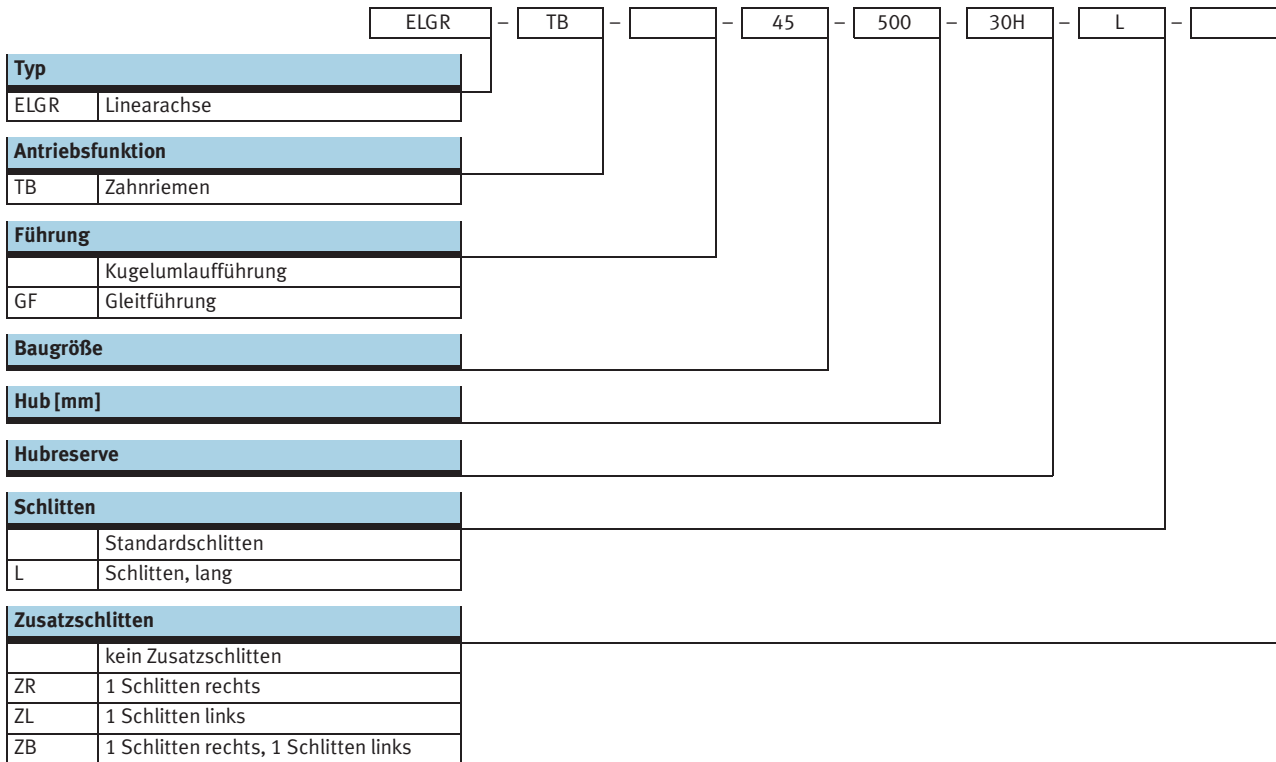 ELGR – TB – – 45 – 500 – 30H – L –
Typ
ELGR Linearachse
Antriebsfunktion
TB Zahnriemen
Führung
Kugelumlaufführung
GF Gleitführung
Baugröße
Hub [mm]
Hubreserve
Schlitten
Standardschlitten
L Schlitten, lang
Zusatzschlitten
kein Zusatzschlitten
ZR 1 Schlitten rechts
ZL 1 Schlitten links
ZB 1 Schlitten rechts, 1 Schlitten links